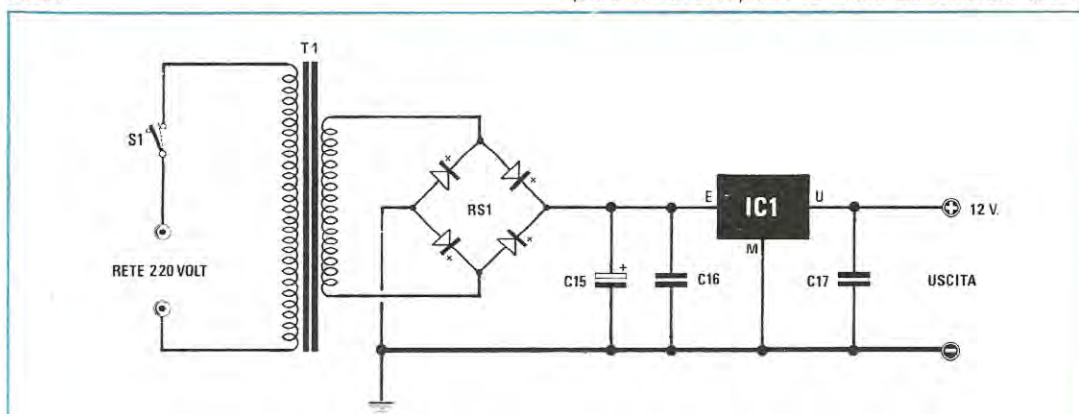 T1
S1
RS1
E
IC1
U
12 V.
M
RETE 220 VOLT
C15
+
C16
C17
USCITA